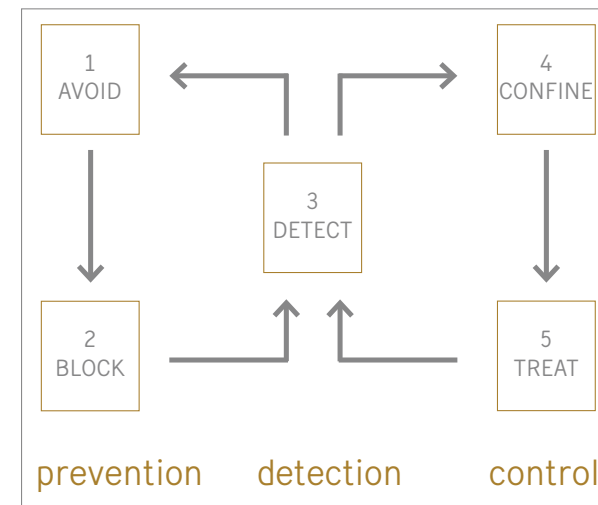 1
AVOID
2
BLOCK
3
DETECT
4
CONFINE
5
TREAT
prevention
detection
control